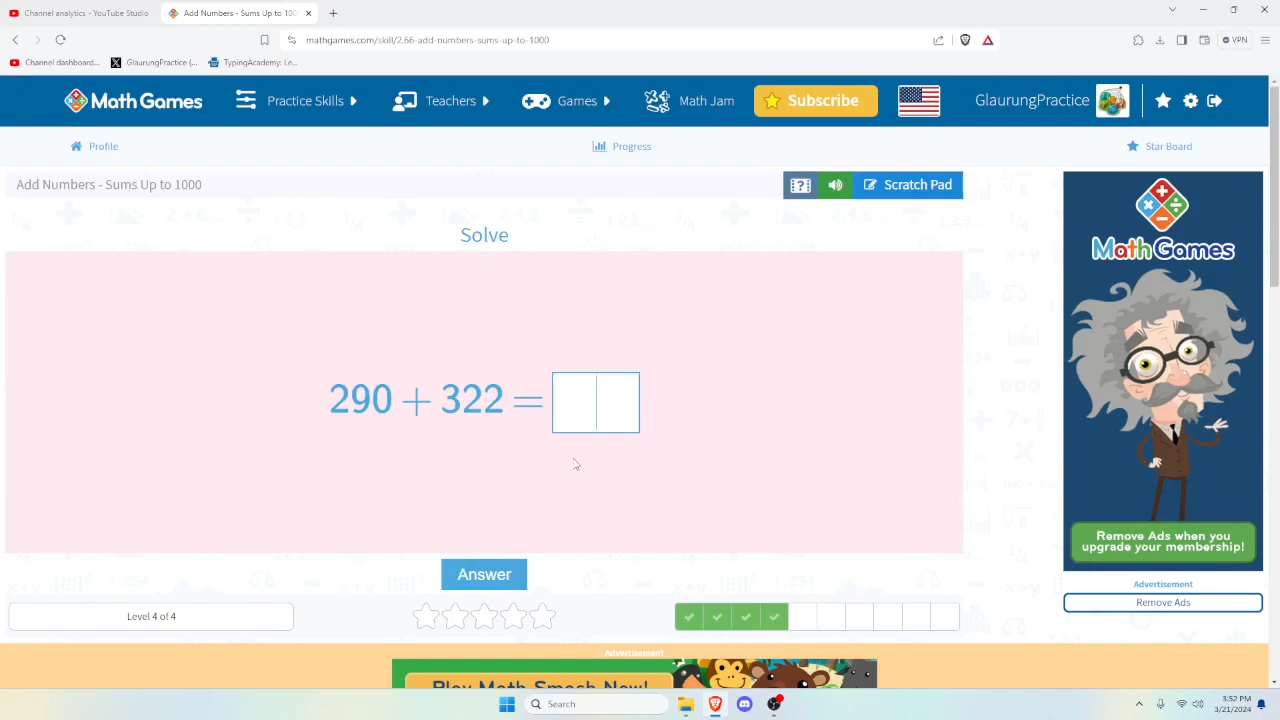 Channel analytics - YouTube Studio
Add Numbers - Sums Up to 100
mathgames.com/skill/2.66-add-numbers-sums-up-to-1000
VPN
Channel dashboard...
GlaurungPractice (...
TypingAcademy: Le...
Math Games
Practice Skills
Teachers
Games
Math Jam
Subscribe
GlaurungPractice
Profile
Progress
Star Board
Add Numbers - Sums Up to 1000
Scratch Pad
Solve
290 + 322 =
Answer
Level 4 of 4
Math Games
Remove Ads when you
upgrade your membership!
Advertisement
Remove Ads
Advertisement
Play Math Smash Now!
Search
3:52 PM
3/21/2024